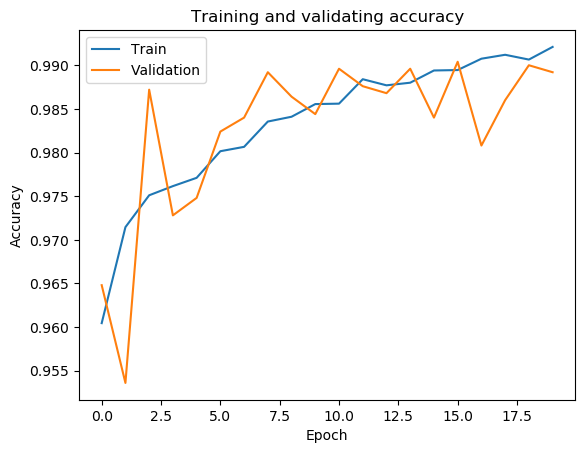 Training and validating accuracy
Train
Validation
0.990
0.985
0.980
0.975
0.970
0.965
0.960
0.955
Accuracy
0.0 2.5 5.0 7.5 10.0 12.5 15.0 17.5
Epoch